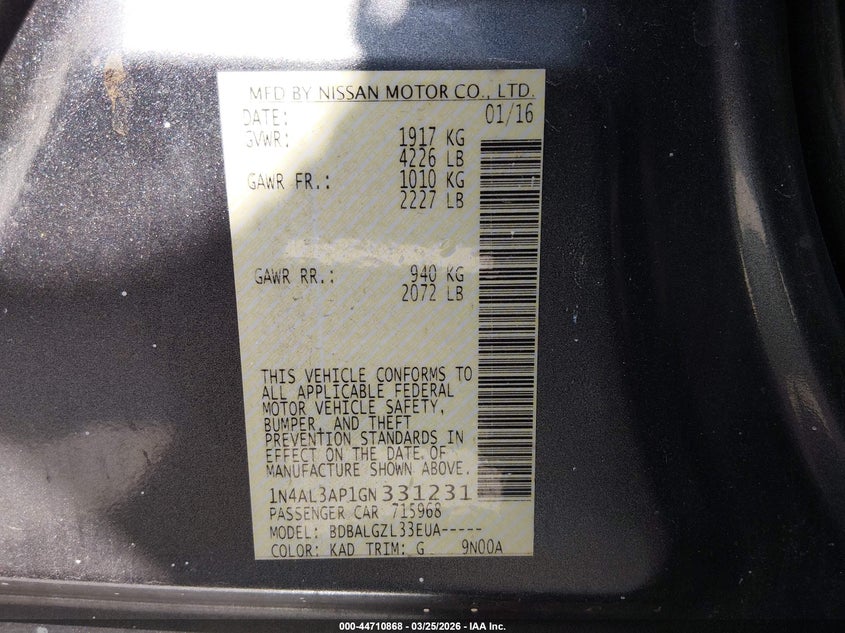 MFD BY NISSAN MOTOR CO., LTD.
DATE: 01/16
GVWR: 1917 KG
4226 LB
GAWR FR.: 1010 KG
2227 LB
GAWR RR.: 940 KG
2072 LB
THIS VEHICLE CONFORMS TO
ALL APPLICABLE FEDERAL
MOTOR VEHICLE SAFETY,
BUMPER, AND THEFT
PREVENTION STANDARDS IN
EFFECT ON THE DATE OF
MANUFACTURE SHOWN ABOVE.
1N4AL3AP1GN331231
PASSENGER CAR 715968
MODEL: BDBALGZL33EUA-----
COLOR: KAD TRIM: G 9N00A
000-44710868 — 03/25/2026 — IAA Inc.